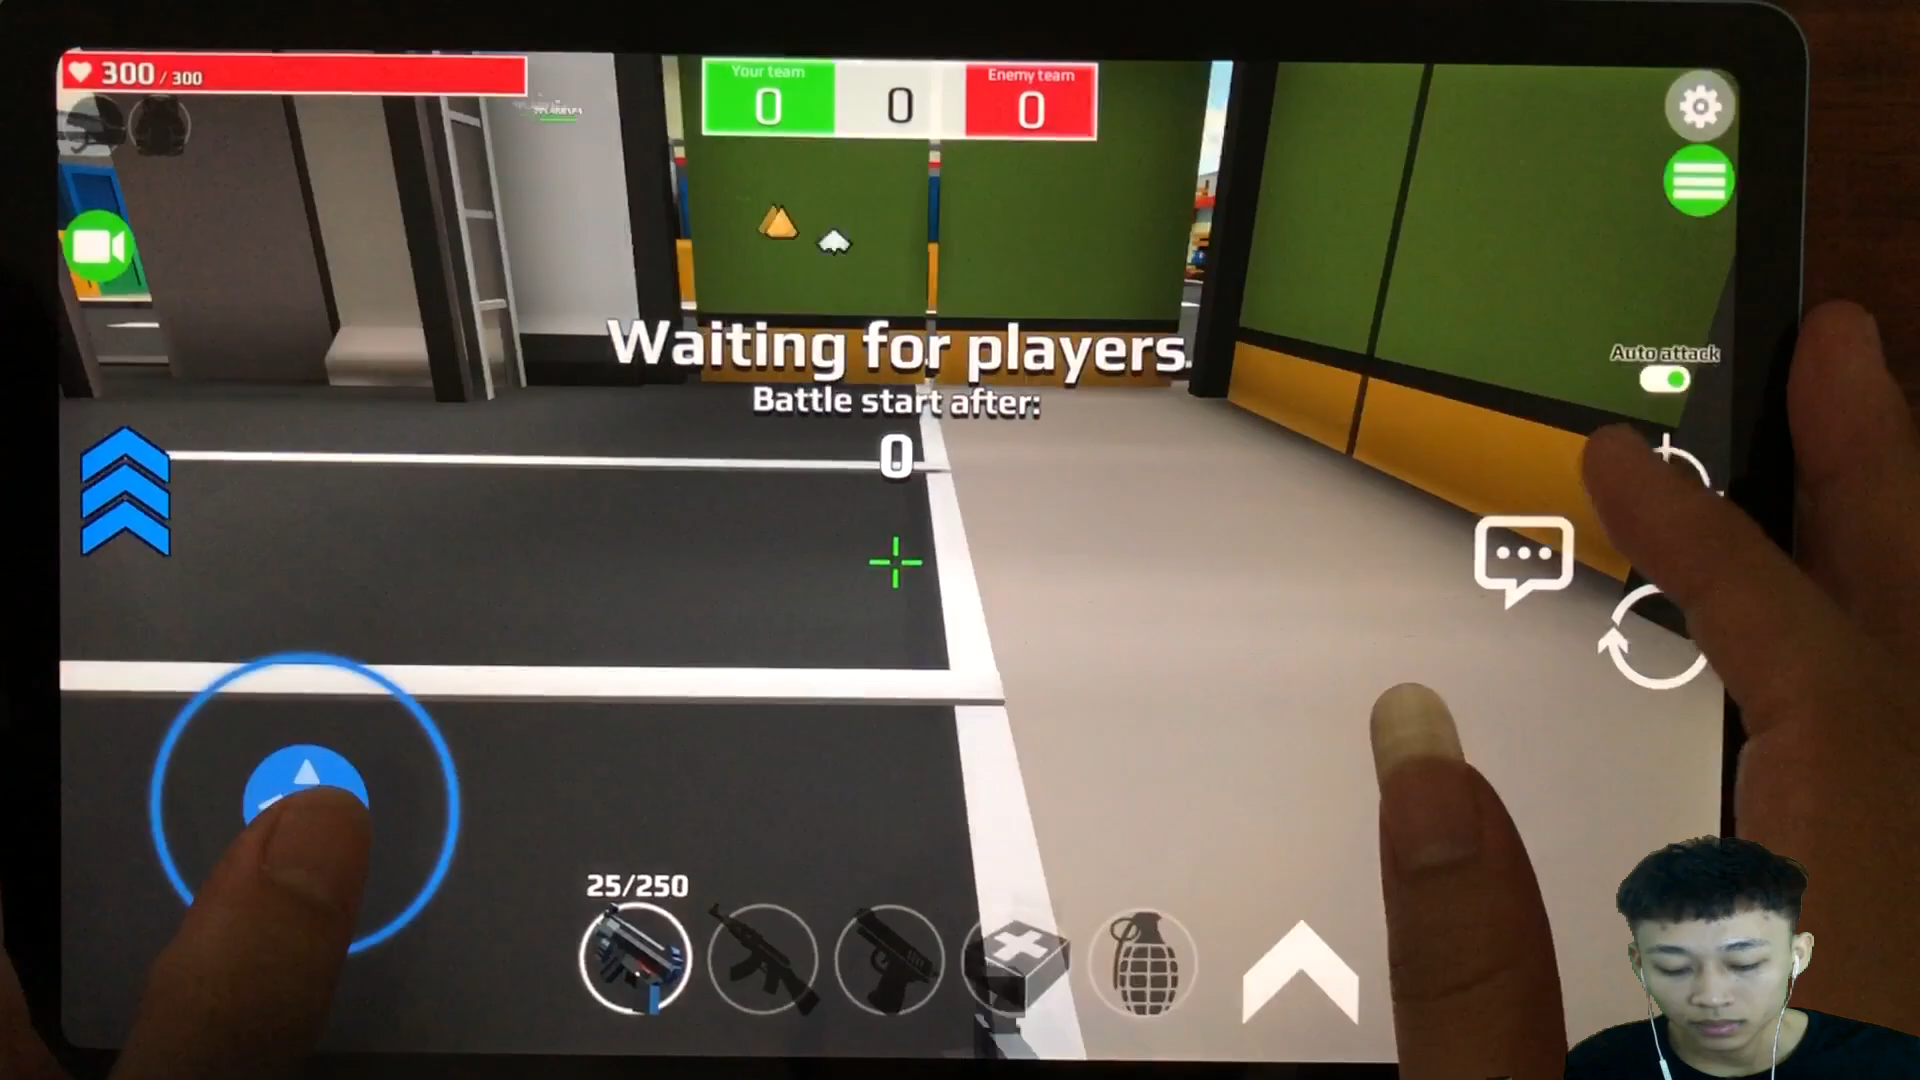 300 / 300
Your team
0
0
Enemy team
0
Waiting for players
Battle start after:
0
Auto attack
25/250